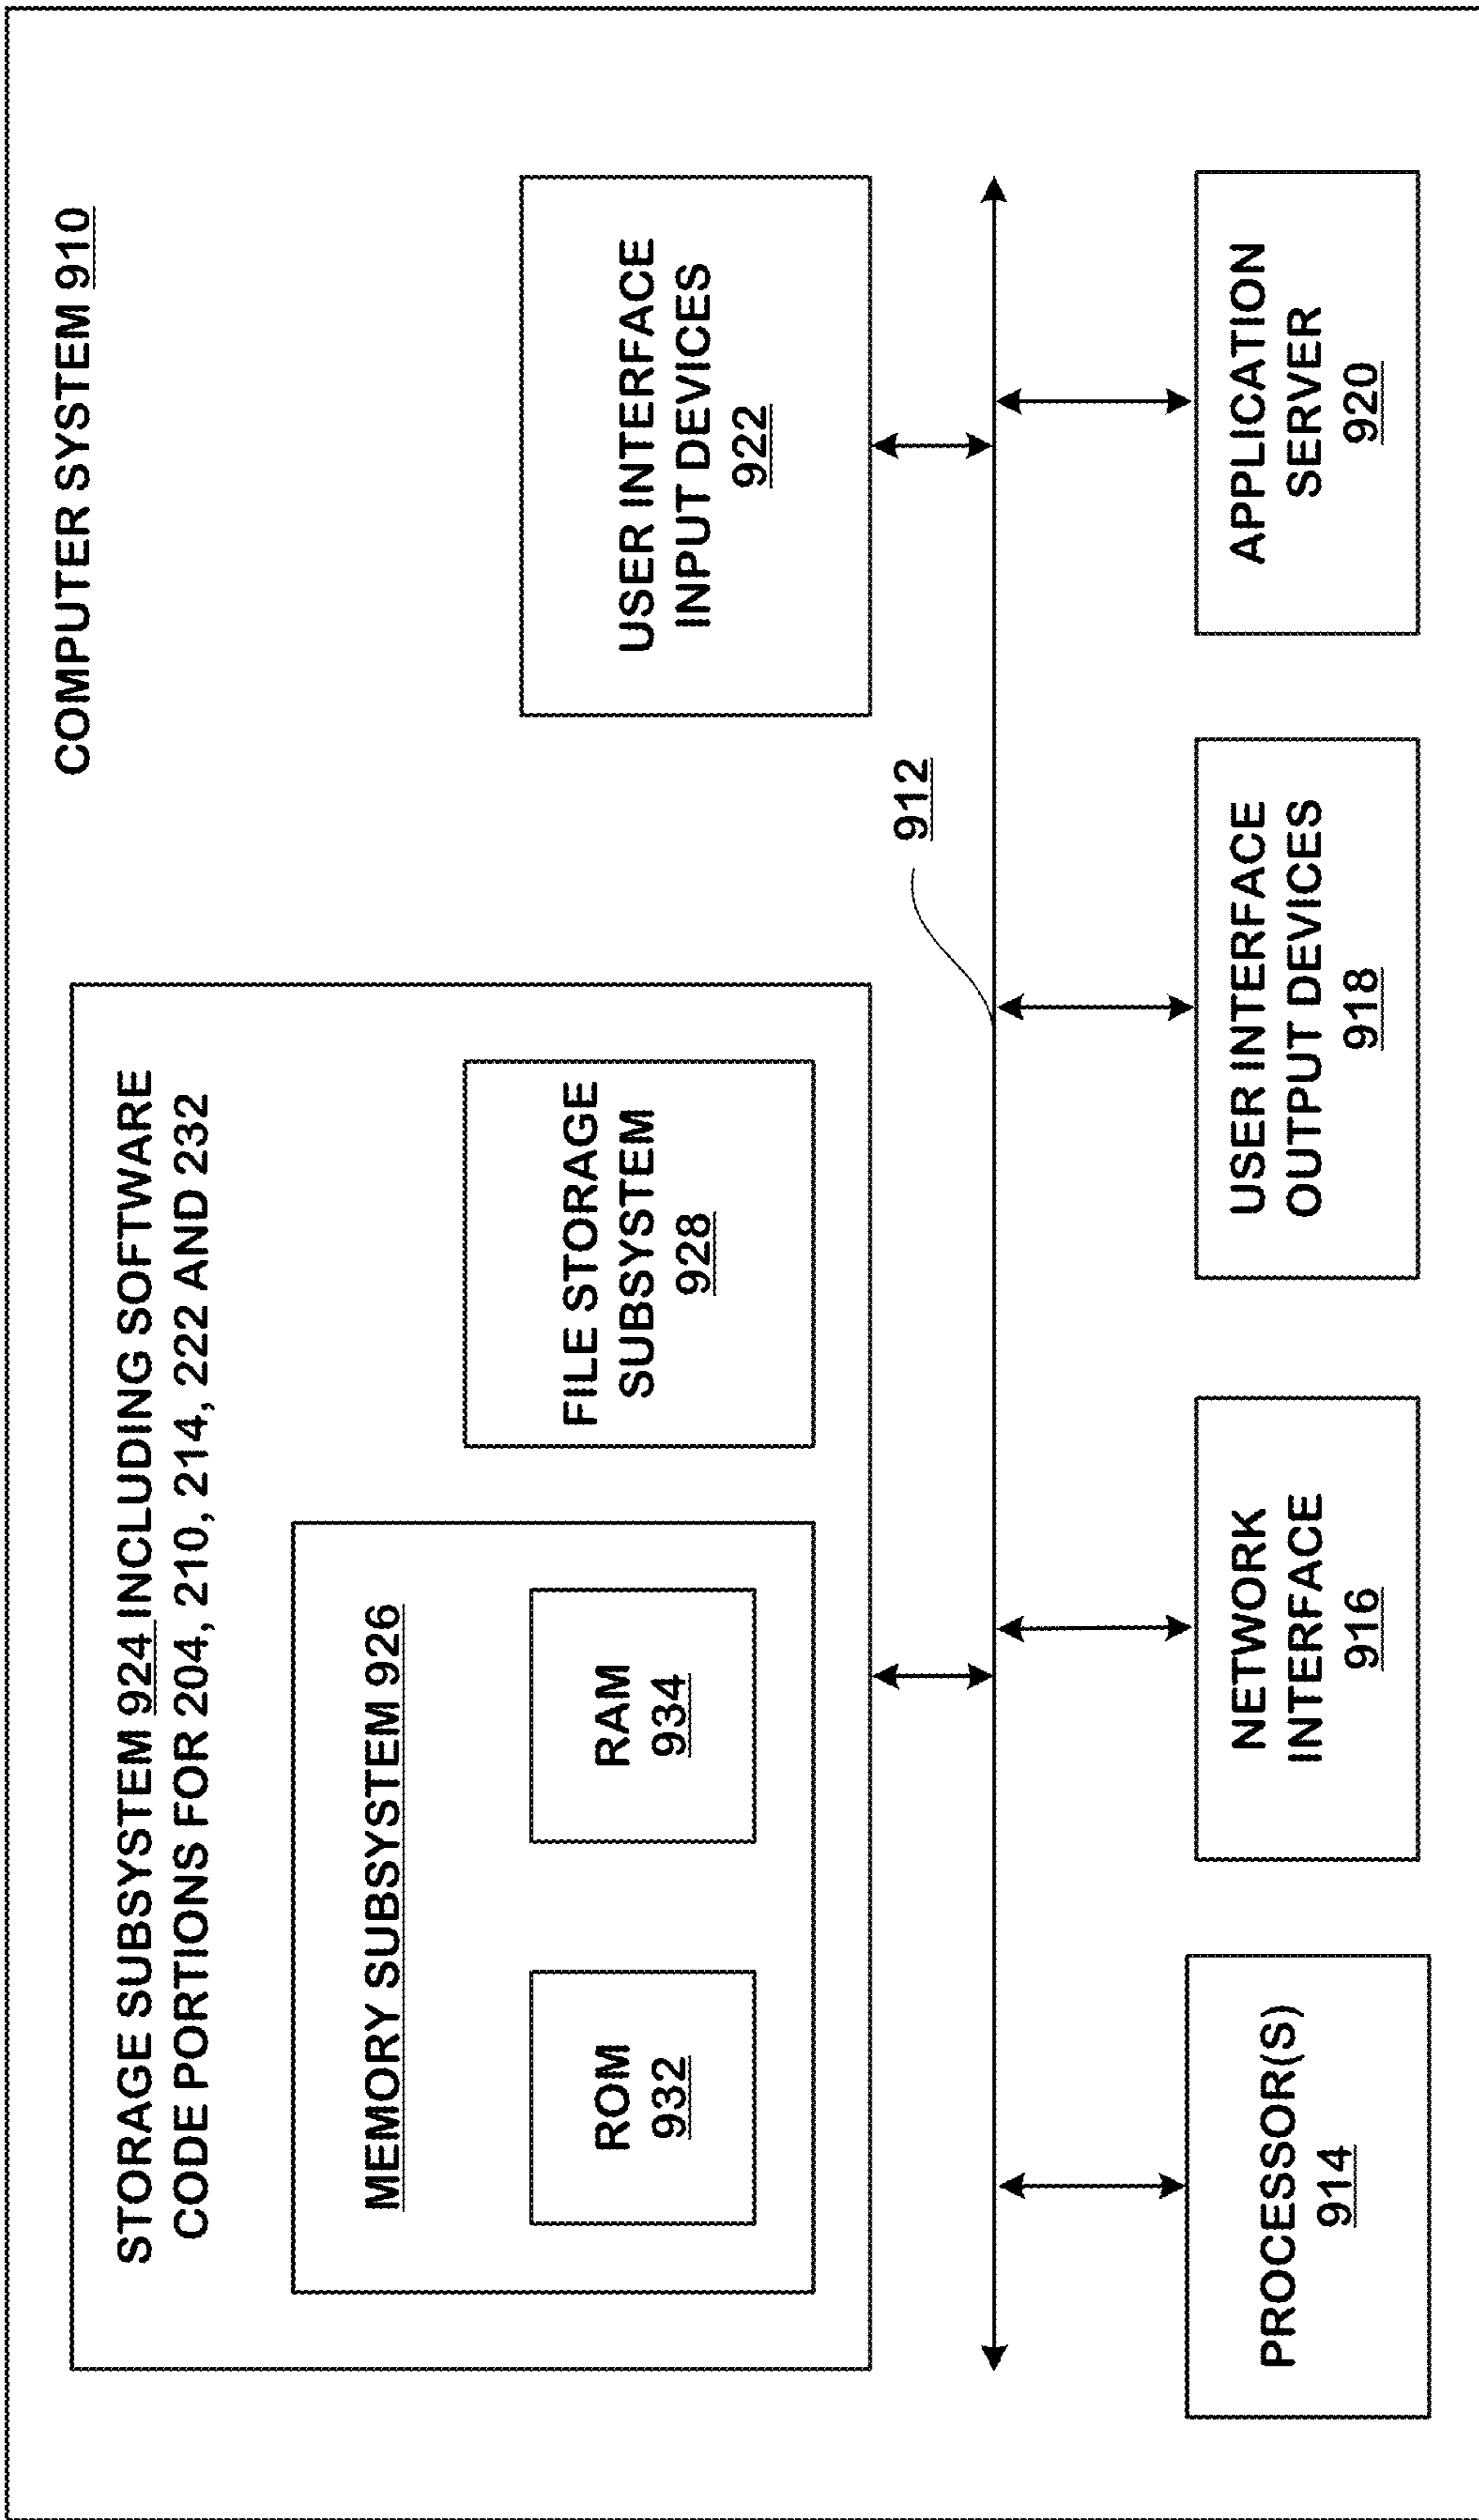 COMPUTER SYSTEM 910
STORAGE SUBSYSTEM 924 INCLUDING SOFTWARE
CODE PORTIONS FOR 204, 210, 214, 222 AND 232
MEMORY SUBSYSTEM 926
ROM
932
RAM
934
FILE STORAGE
SUBSYSTEM
928
USER INTERFACE
INPUT DEVICES
922
912
PROCESSOR(S)
914
NETWORK
INTERFACE
916
USER INTERFACE
OUTPUT DEVICES
918
APPLICATION
SERVER
920